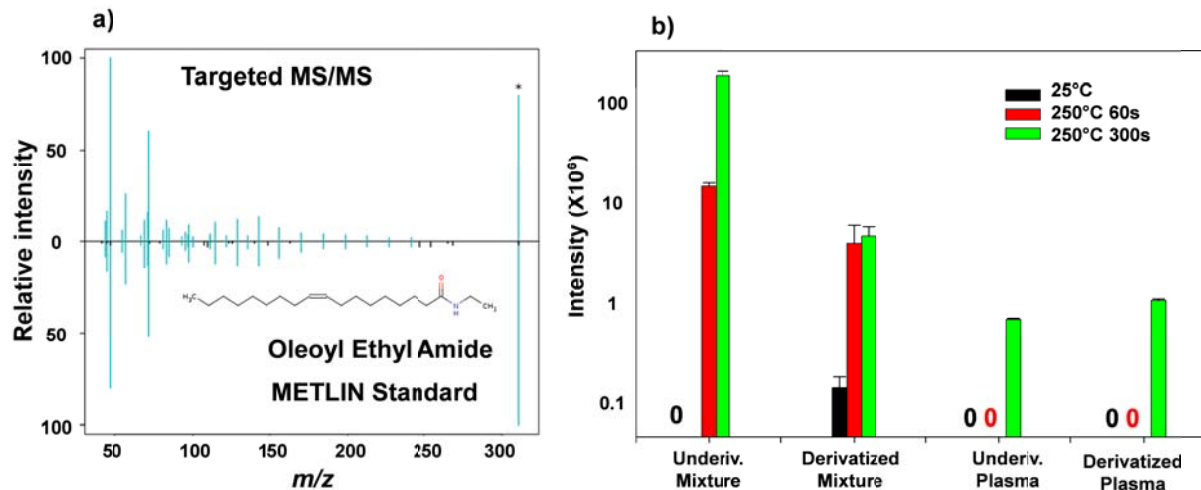 a)
Targeted MS/MS
*
100
50
0
50
100
Relative intensity
H₃C
O
N
H
CH₃
Oleoyl Ethyl Amide
METLIN Standard
50
100
150
200
250
300
m/z
b)
25°C
250°C 60s
250°C 300s
100
10
1
0.1
Intensity (X10⁶)
0
0 0
0 0
Underiv.
Mixture
Derivatized
Mixture
Underiv.
Plasma
Derivatized
Plasma